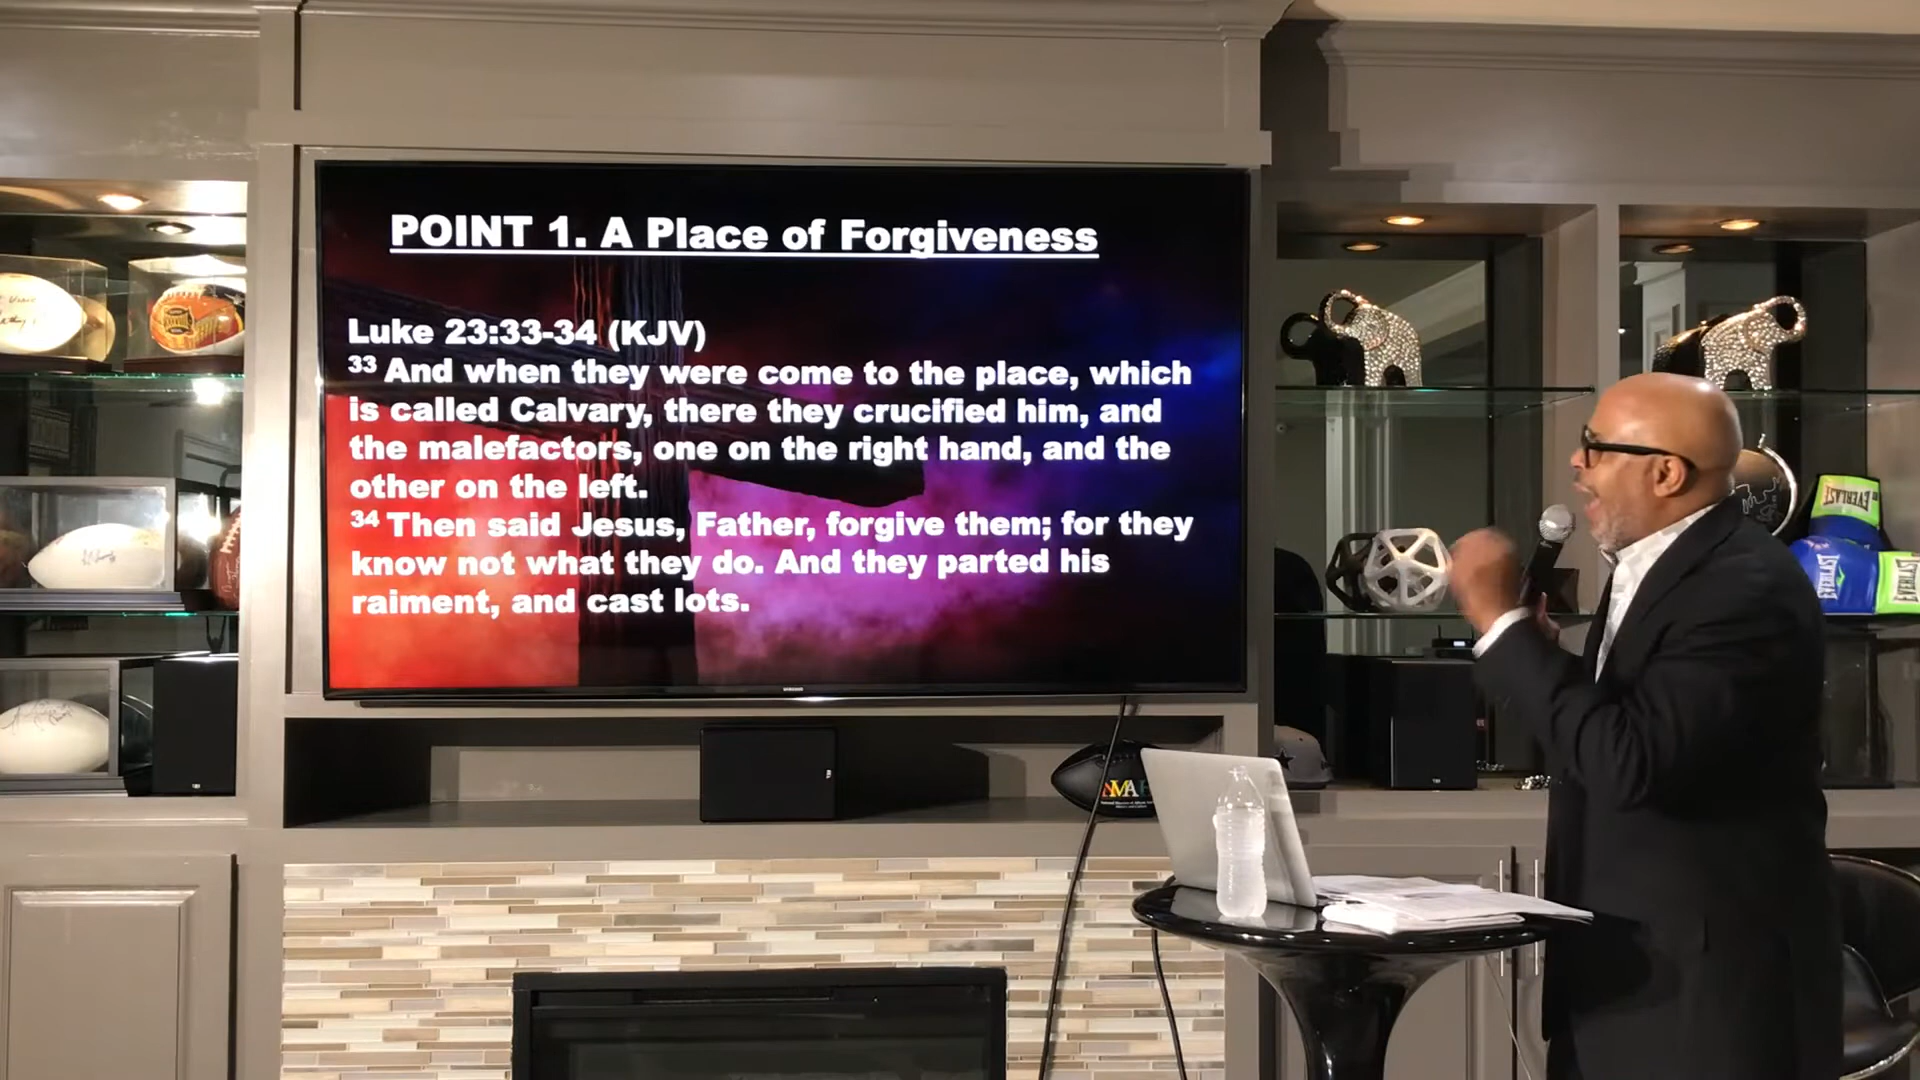 POINT 1. A Place of Forgiveness
Luke 23:33-34 (KJV)
33 And when they were come to the place, which
is called Calvary, there they crucified him, and
the malefactors, one on the right hand, and the
other on the left.
34 Then said Jesus, Father, forgive them; for they
know not what they do. And they parted his
raiment, and cast lots.
SAMSUNG
EVERLAST
EVERLAST
EVERLAST